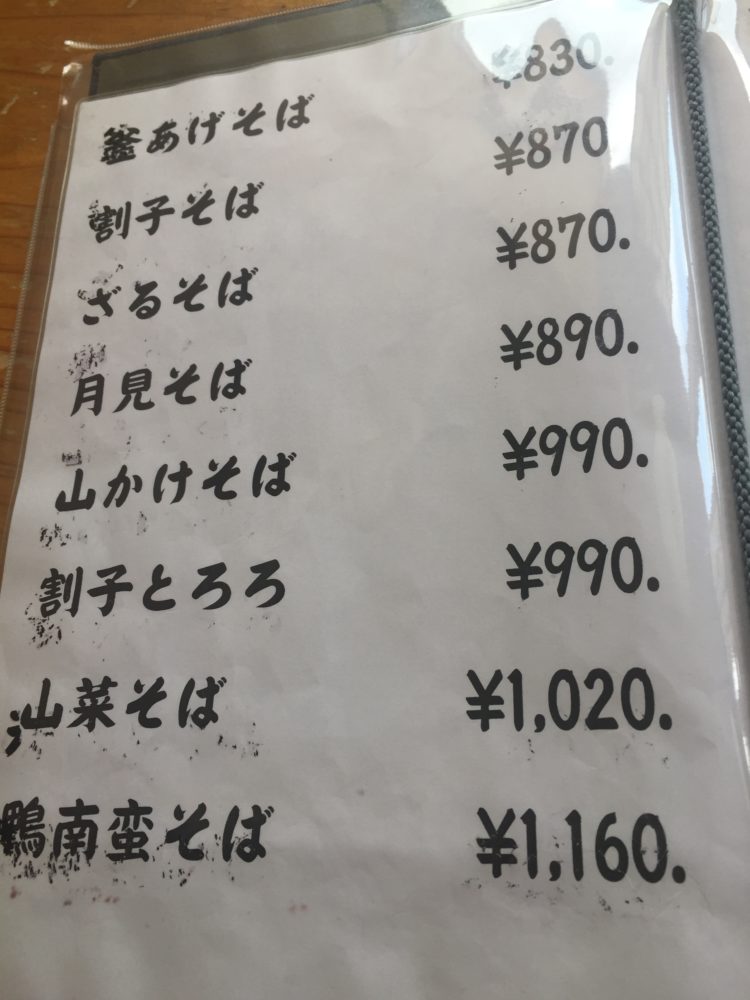 釜あげそば ¥830.
割子そば ¥870
ざるそば ¥870.
月見そば ¥890.
山かけそば ¥990.
割子とろろ ¥990.
山菜そば ¥1,020.
鴨南蛮そば ¥1,160.